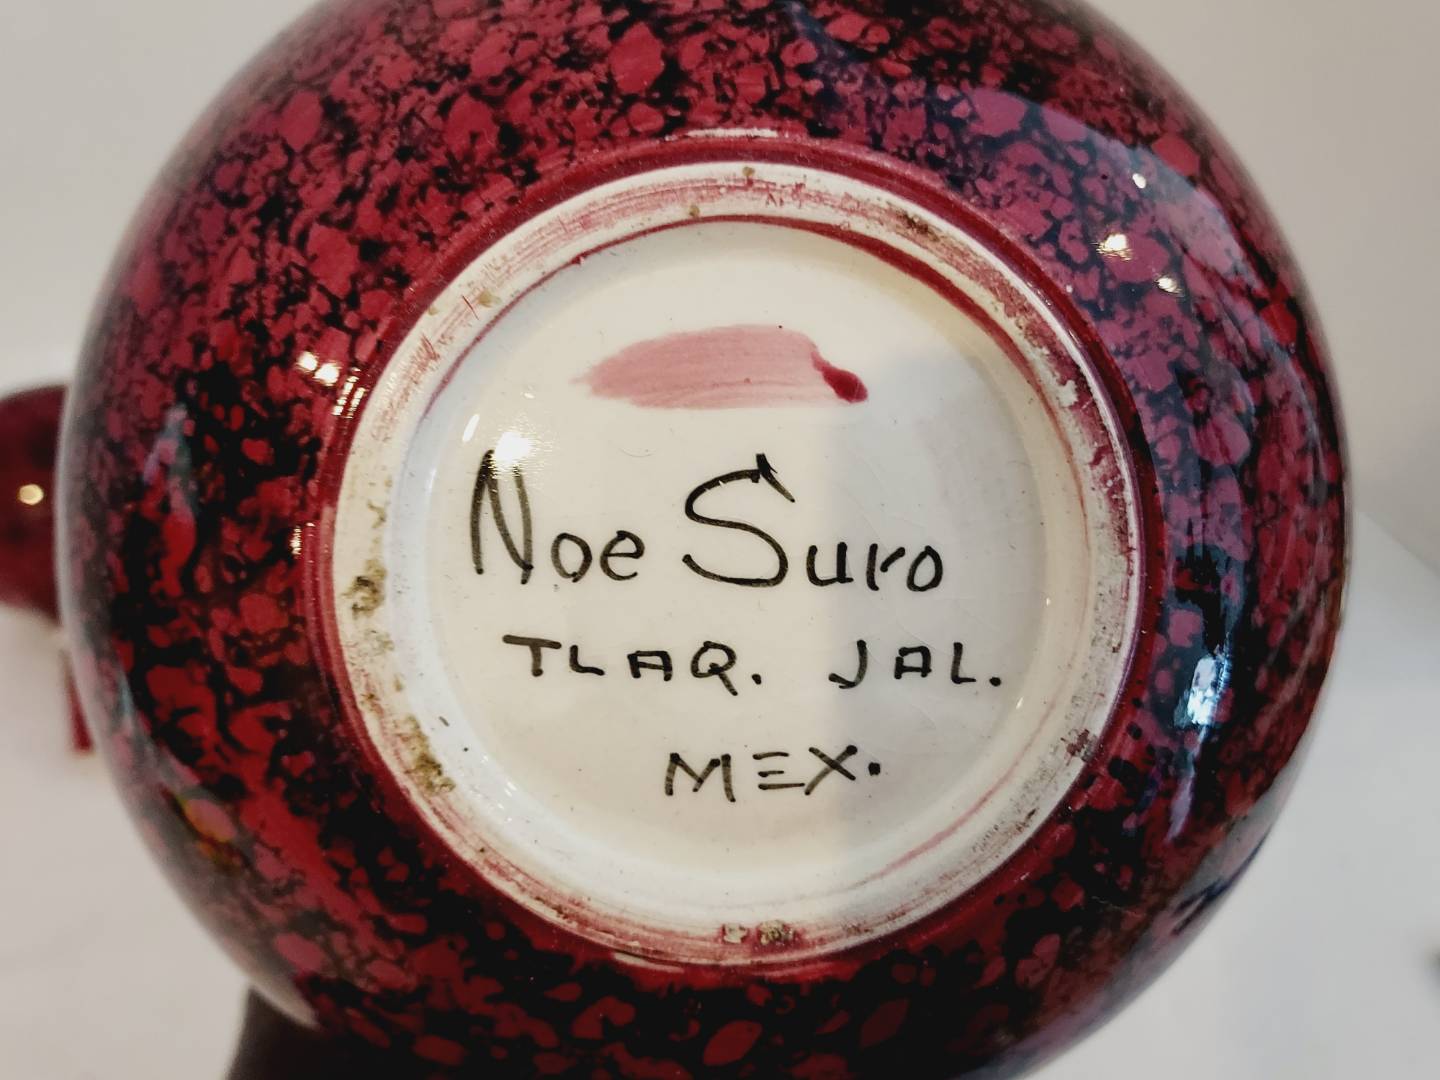 Noe Suro
TLAQ. JAL.
MEX.